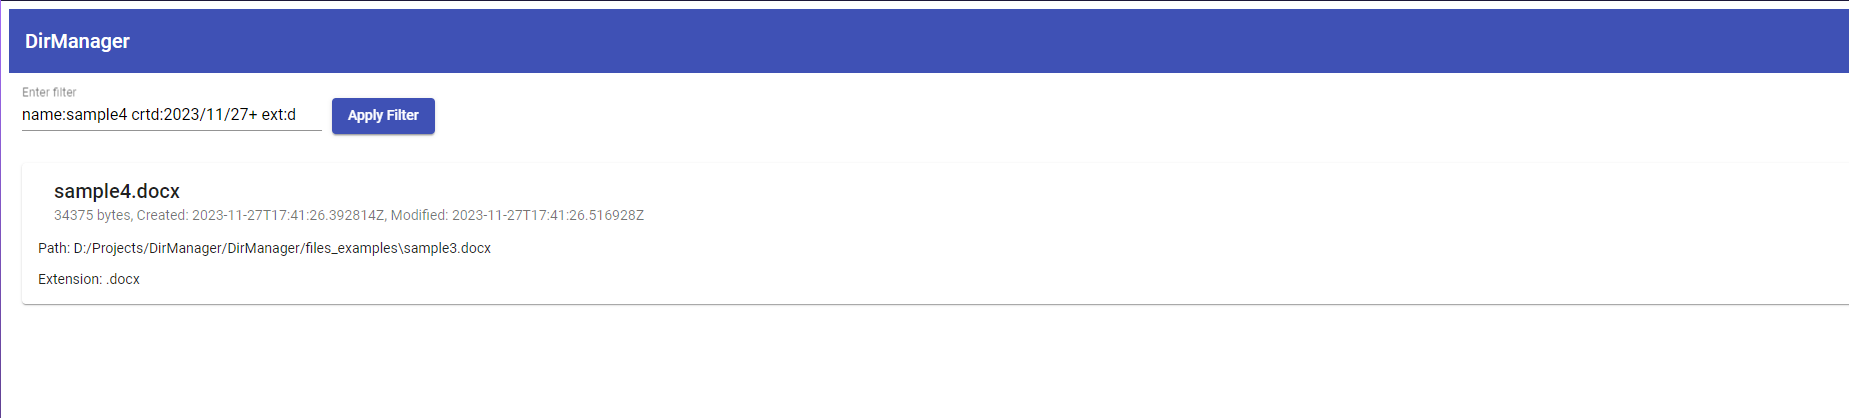 DirManager
Enter filter
name:sample4 crtd:2023/11/27+ ext:d
Apply Filter
sample4.docx
34375 bytes, Created: 2023-11-27T17:41:26.392814Z, Modified: 2023-11-27T17:41:26.516928Z
Path: D:/Projects/DirManager/DirManager/files_examples\sample3.docx
Extension: .docx